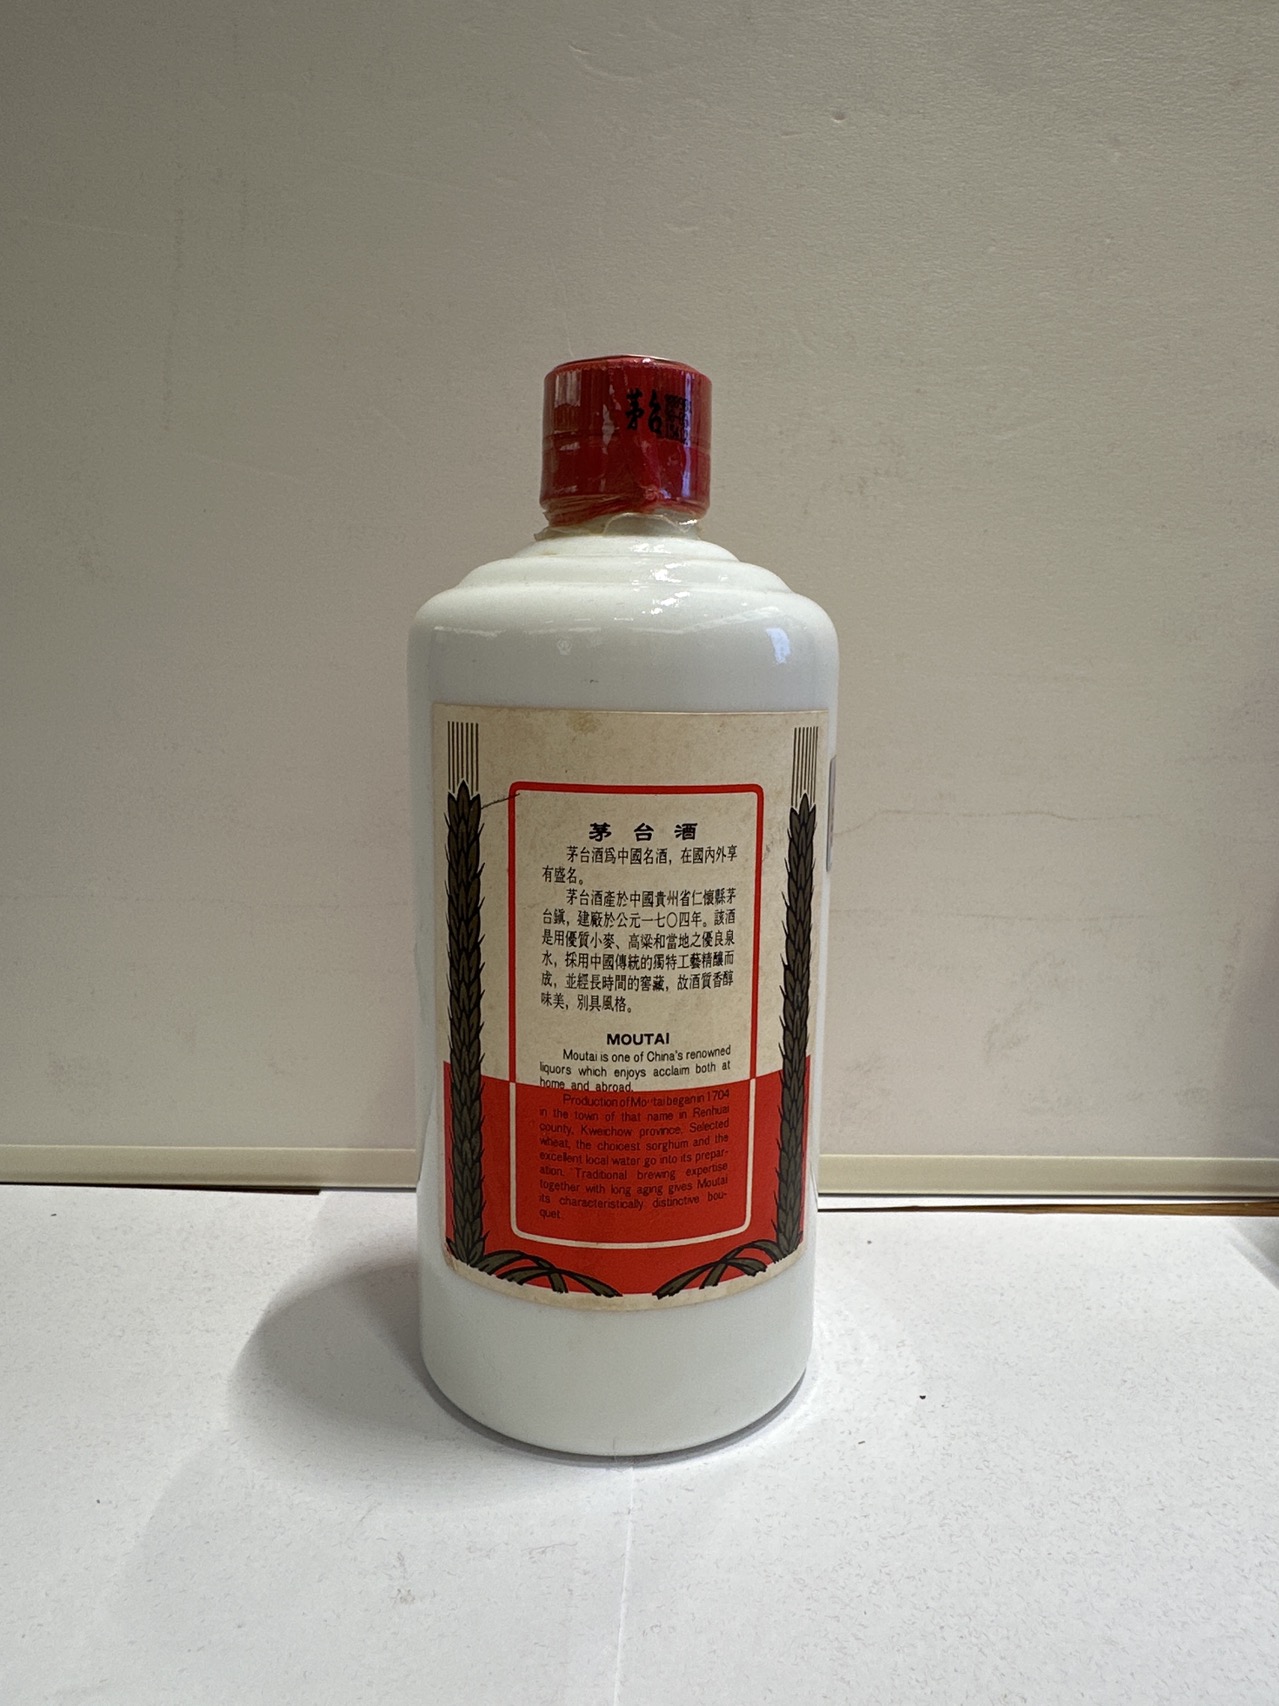 茅台
茅台酒
茅台酒爲中國名酒，在國內外享
有盛名。
茅台酒產於中國貴州省仁懷縣茅
台鎭，建廠於公元一七〇四年。該酒
是用優質小麥、高粱和當地之優良泉
水，採用中國傳統的獨特工藝精釀而
成，並經長時間的窖藏，故酒質香醇
味美，別具風格。
MOUTAI
Moutai is one of China's renowned
liquors which enjoys acclaim both at
home and abroad.
Production of Moutai began in 1704
in the town of that name in Renhuai
county, Kweichow province. Selected
wheat, the choicest sorghum and the
excellent local water go into its prepar-
ation. Traditional brewing expertise
together with long aging gives Moutai
its characteristically distinctive bou-
quet.